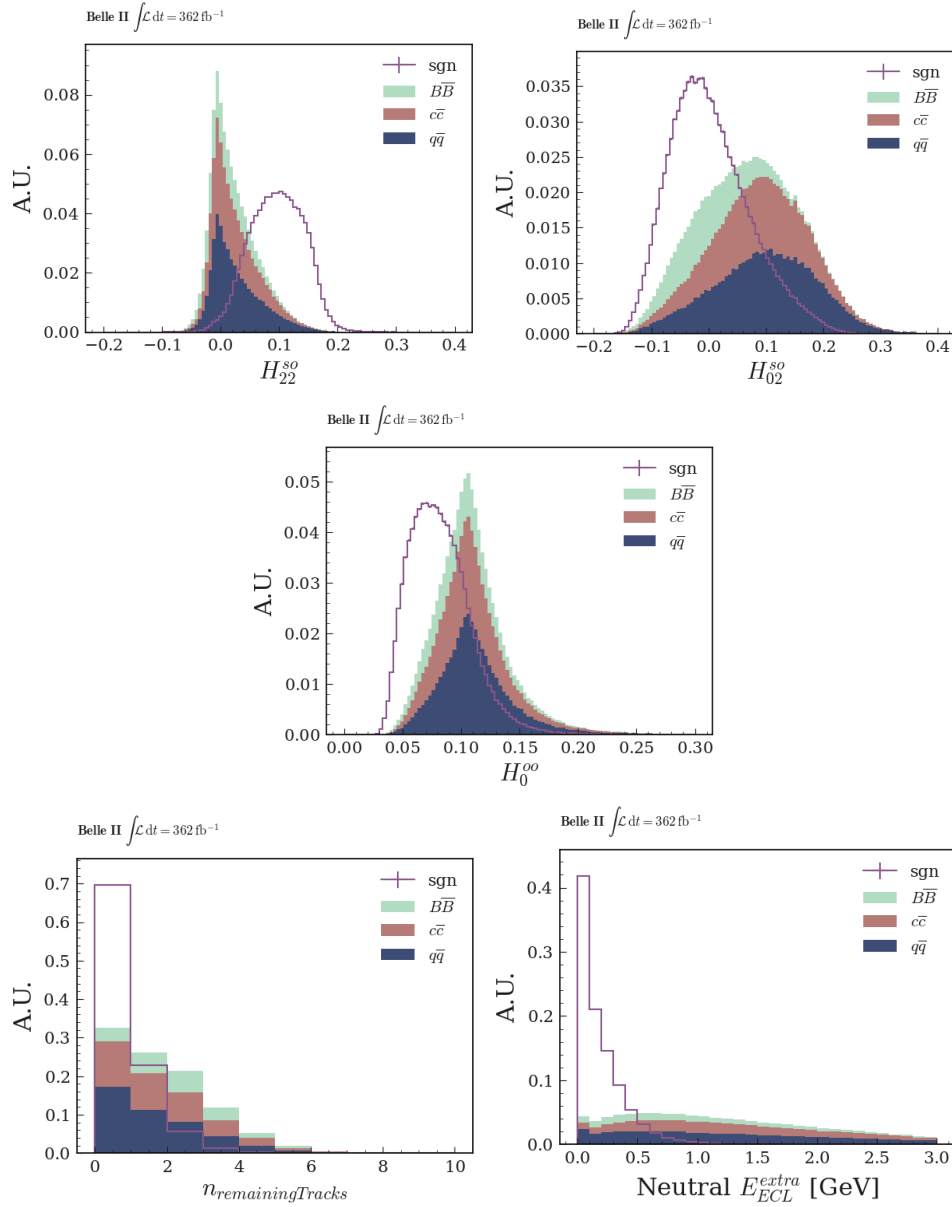 Belle II ∫ℒ dt = 362 fb⁻¹
sgn
BB̅
cc̅
qq̅
A.U.
0.08
0.06
0.04
0.02
0.00
−0.2 −0.1 0.0 0.1 0.2 0.3 0.4
H₂₂ˢᵒ
Belle II ∫ℒ dt = 362 fb⁻¹
sgn
BB̅
cc̅
qq̅
A.U.
0.035
0.030
0.025
0.020
0.015
0.010
0.005
0.000
−0.2 −0.1 0.0 0.1 0.2 0.3 0.4
H₀₂ˢᵒ
Belle II ∫ℒ dt = 362 fb⁻¹
sgn
BB̅
cc̅
qq̅
A.U.
0.05
0.04
0.03
0.02
0.01
0.00
0.00 0.05 0.10 0.15 0.20 0.25 0.30
H₀ᵒᵒ
Belle II ∫ℒ dt = 362 fb⁻¹
sgn
BB̅
cc̅
qq̅
A.U.
0.7
0.6
0.5
0.4
0.3
0.2
0.1
0.0
0 2 4 6 8 10
n_{remainingTracks}
Belle II ∫ℒ dt = 362 fb⁻¹
sgn
BB̅
cc̅
qq̅
A.U.
0.4
0.3
0.2
0.1
0.0
0.0 0.5 1.0 1.5 2.0 2.5 3.0
Neutral E_{ECL}^{extra} [GeV]